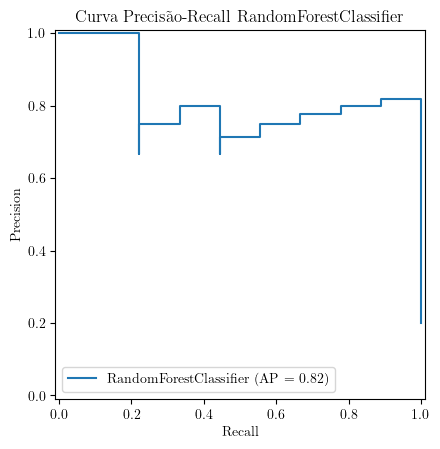 Curva Precisão-Recall RandomForestClassifier
1.0
0.8
0.6
0.4
0.2
0.0
Precision
RandomForestClassifier (AP = 0.82)
0.0 0.2 0.4 0.6 0.8 1.0
Recall